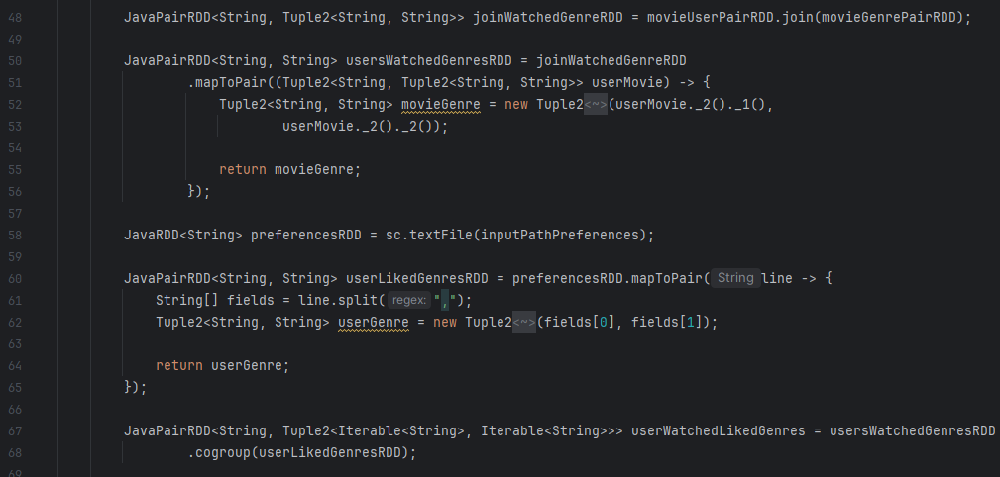 48 JavaPairRDD<String, Tuple2<String, String>> joinWatchedGenreRDD = movieUserPairRDD.join(movieGenrePairRDD);
49
50 JavaPairRDD<String, String> usersWatchedGenresRDD = joinWatchedGenreRDD
51 .mapToPair((Tuple2<String, Tuple2<String, String>> userMovie) -> {
52 Tuple2<String, String> movieGenre = new Tuple2<~>(userMovie._2()._1(),
53 userMovie._2()._2());
54
55 return movieGenre;
56 });
57
58 JavaRDD<String> preferencesRDD = sc.textFile(inputPathPreferences);
59
60 JavaPairRDD<String, String> userLikedGenresRDD = preferencesRDD.mapToPair( String line -> {
61 String[] fields = line.split( regex: ",");
62 Tuple2<String, String> userGenre = new Tuple2<~>(fields[0], fields[1]);
63
64 return userGenre;
65 });
66
67 JavaPairRDD<String, Tuple2<Iterable<String>, Iterable<String>>> userWatchedLikedGenres = usersWatchedGenresRDD
68 .cogroup(userLikedGenresRDD);
69